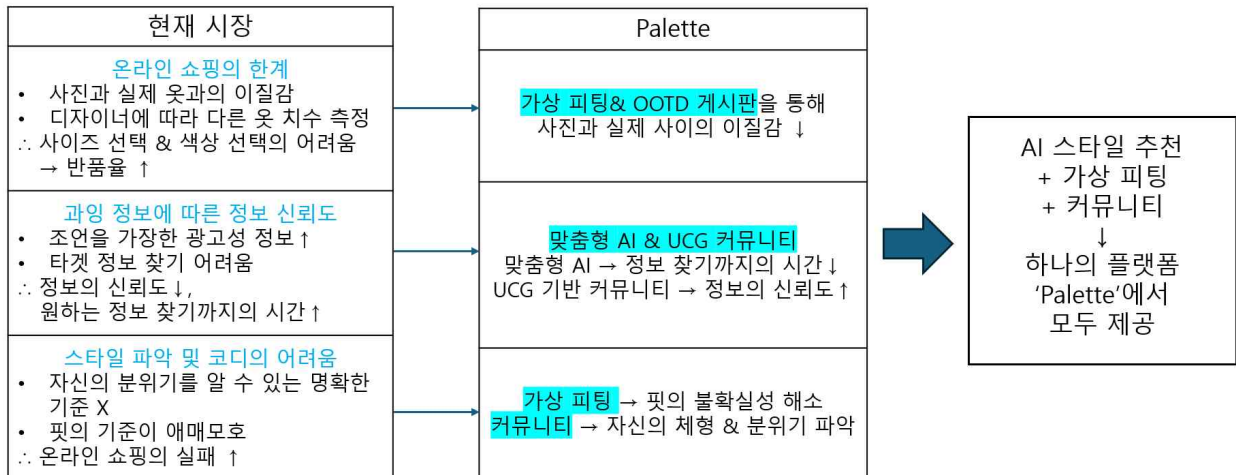 현재 시장
온라인 쇼핑의 한계
• 사진과 실제 옷과의 이질감
• 디자이너에 따라 다른 옷 치수 측정
∴ 사이즈 선택 & 색상 선택의 어려움
→ 반품율 ↑
과잉 정보에 따른 정보 신뢰도
• 조언을 가장한 광고성 정보↑
• 타겟 정보 찾기 어려움
∴ 정보의 신뢰도↓,
원하는 정보 찾기까지의 시간↑
스타일 파악 및 코디의 어려움
• 자신의 분위기를 알 수 있는 명확한
기준 X
• 핏의 기준이 애매모호
∴ 온라인 쇼핑의 실패 ↑
Palette
가상 피팅& OOTD 게시판을 통해
사진과 실제 사이의 이질감 ↓
맞춤형 AI & UCG 커뮤니티
맞춤형 AI → 정보 찾기까지의 시간↓
UCG 기반 커뮤니티 → 정보의 신뢰도↑
가상 피팅 → 핏의 불확실성 해소
커뮤니티 → 자신의 체형 & 분위기 파악
AI 스타일 추천
+ 가상 피팅
+ 커뮤니티
↓
하나의 플랫폼
‘Palette’에서
모두 제공